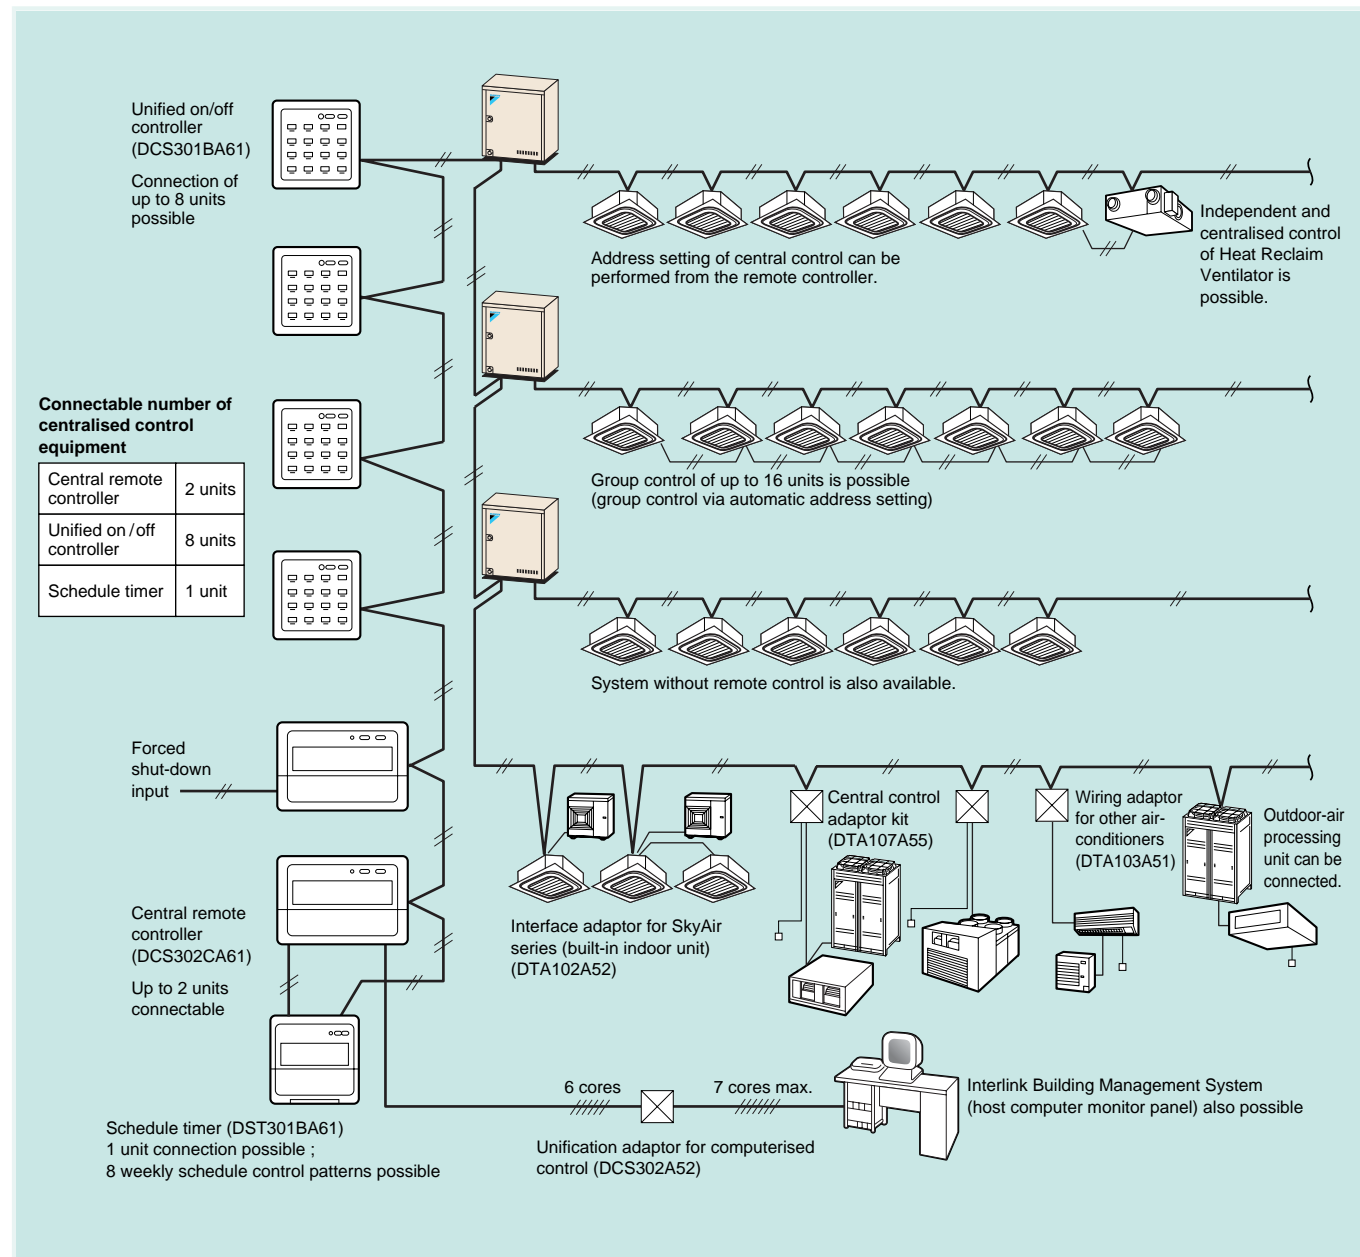 Unified on/off
controller
(DCS301BA61)
Connection of
up to 8 units
possible
Independent and
centralised control
of Heat Reclaim
Ventilator is
possible.
Address setting of central control can be
performed from the remote controller.
Connectable number of
centralised control
equipment
Central remote
controller
2 units
Unified on/off
controller
8 units
Schedule timer
1 unit
Group control of up to 16 units is possible
(group control via automatic address setting)
System without remote control is also available.
Forced
shut-down
input
Central control
adaptor kit
(DTA107A55)
Wiring adaptor
for other air-
conditioners
(DTA103A51)
Outdoor-air
processing
unit can be
connected.
Central remote
controller
(DCS302CA61)
Up to 2 units
connectable
Interface adaptor for SkyAir
series (built-in indoor unit)
(DTA102A52)
6 cores
7 cores max.
Interlink Building Management System
(host computer monitor panel) also possible
Schedule timer (DST301BA61)
1 unit connection possible ;
8 weekly schedule control patterns possible
Unification adaptor for computerised
control (DCS302A52)